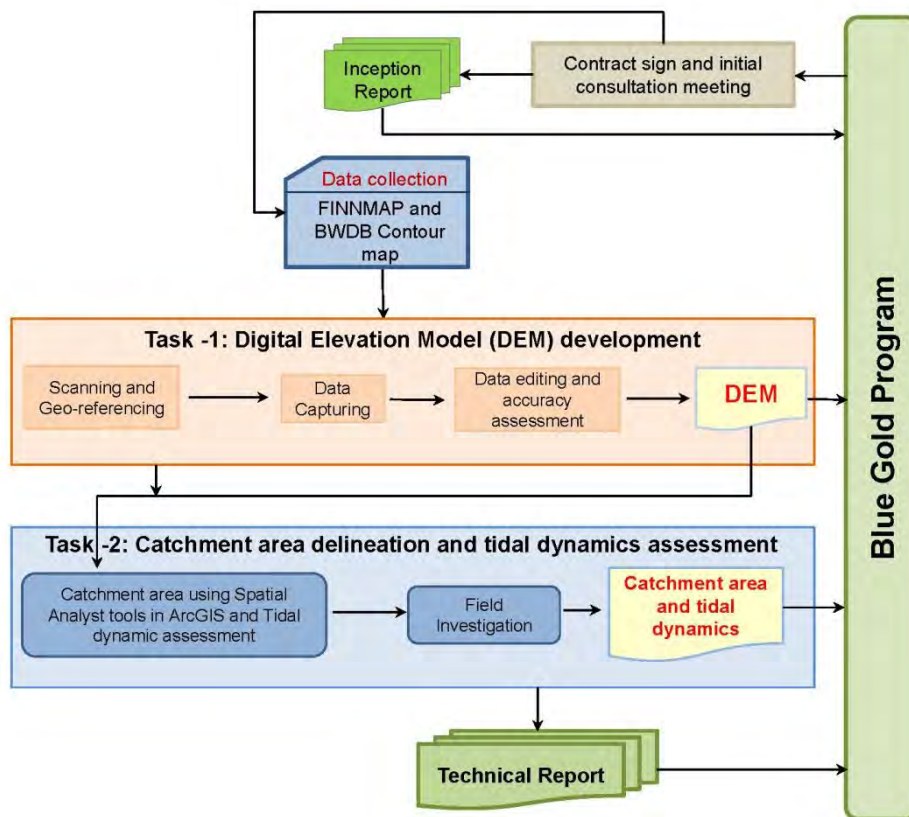 Contract sign and initial
consultation meeting
Inception
Report
Data collection
FINNMAP and
BWDB Contour
map
Task -1: Digital Elevation Model (DEM) development
Scanning and
Geo-referencing
Data
Capturing
Data editing and
accuracy
assessment
DEM
Task -2: Catchment area delineation and tidal dynamics assessment
Catchment area using Spatial
Analyst tools in ArcGIS and Tidal
dynamic assessment
Field
Investigation
Catchment area
and tidal
dynamics
Technical Report
Blue Gold Program